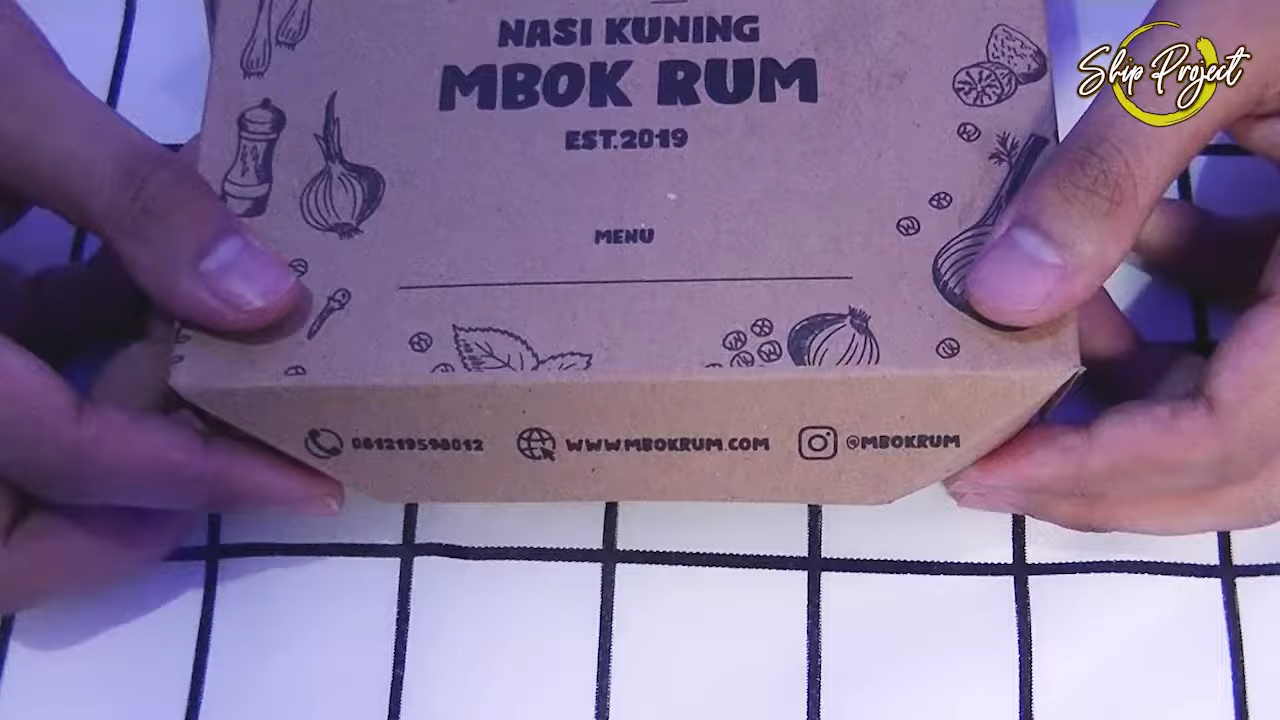 Ship Project
NASI KUNING
MBOK RUM
EST.2019
MENU
081219598012 WWW.MBOKRUM.COM @MBOKRUM